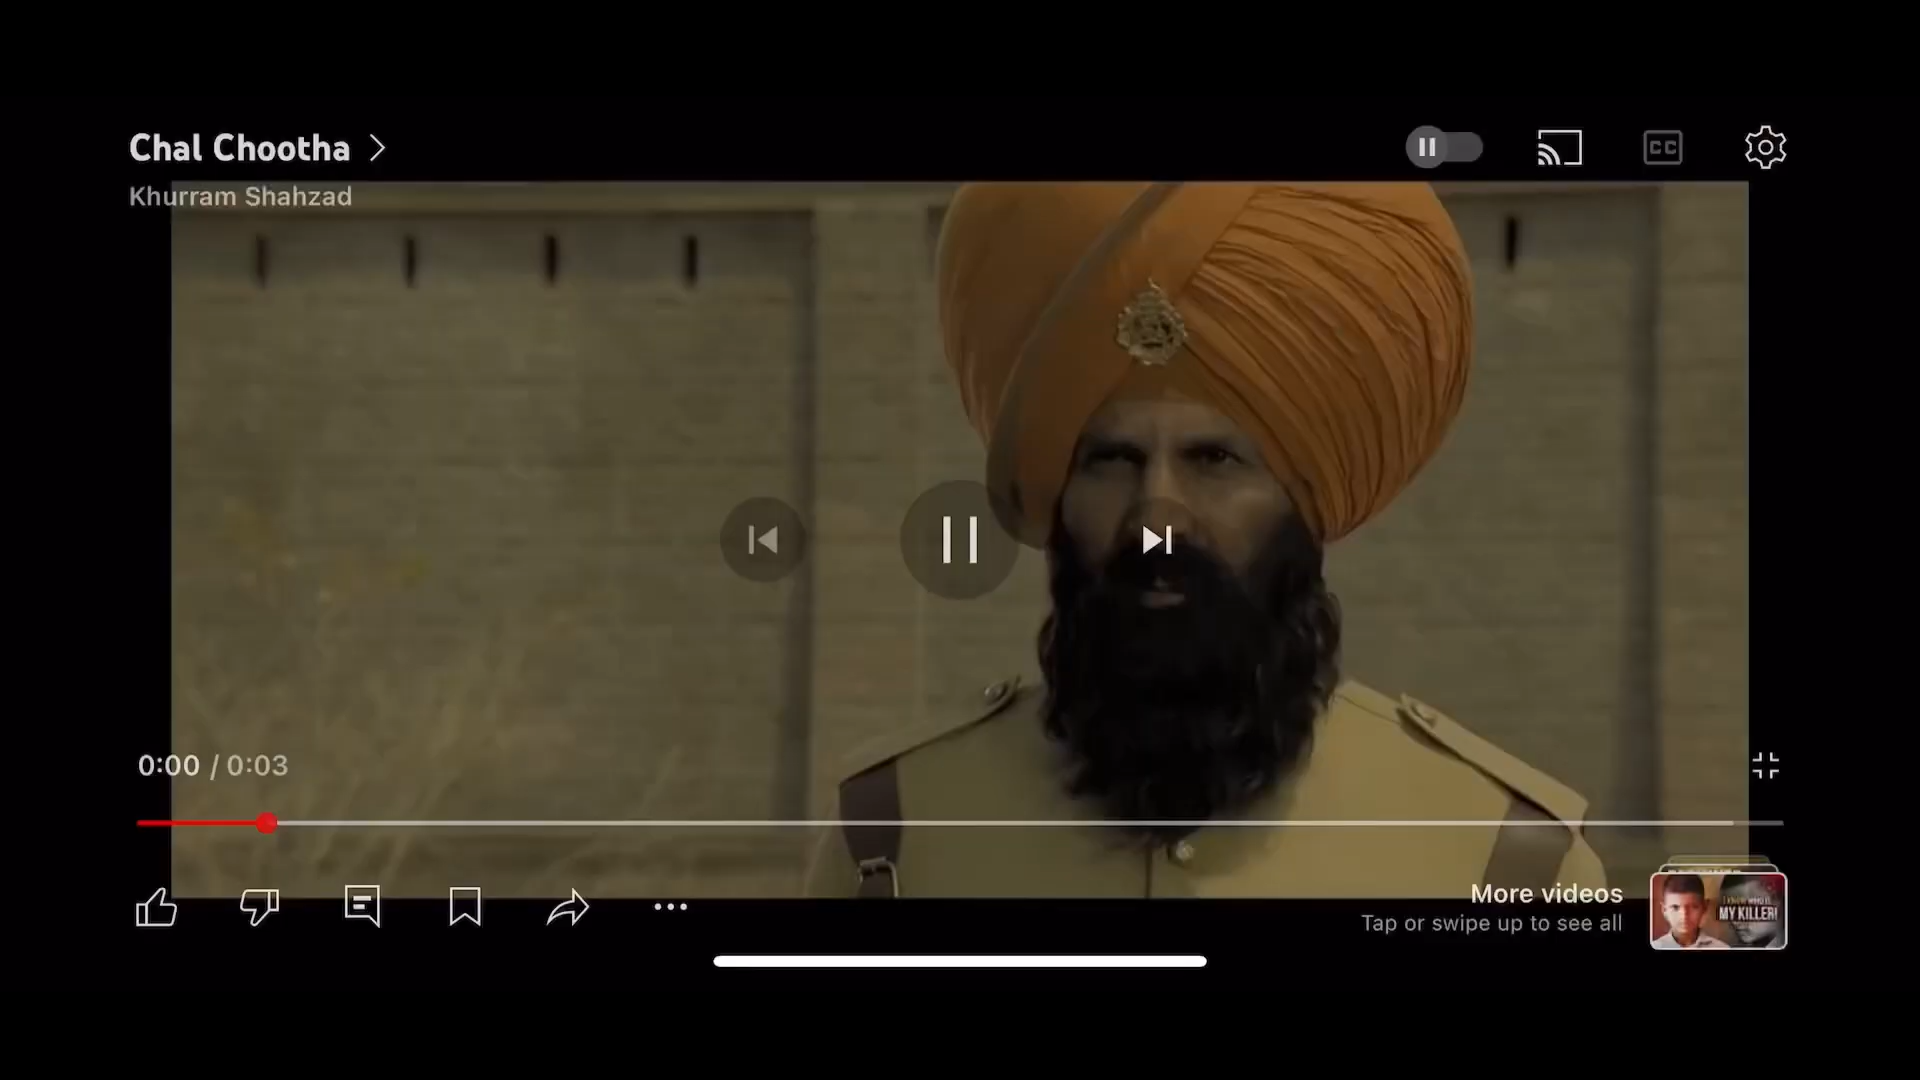 Chal Chootha
Khurram Shahzad
CC
0:00 / 0:03
More videos
Tap or swipe up to see all
MY KILLER!